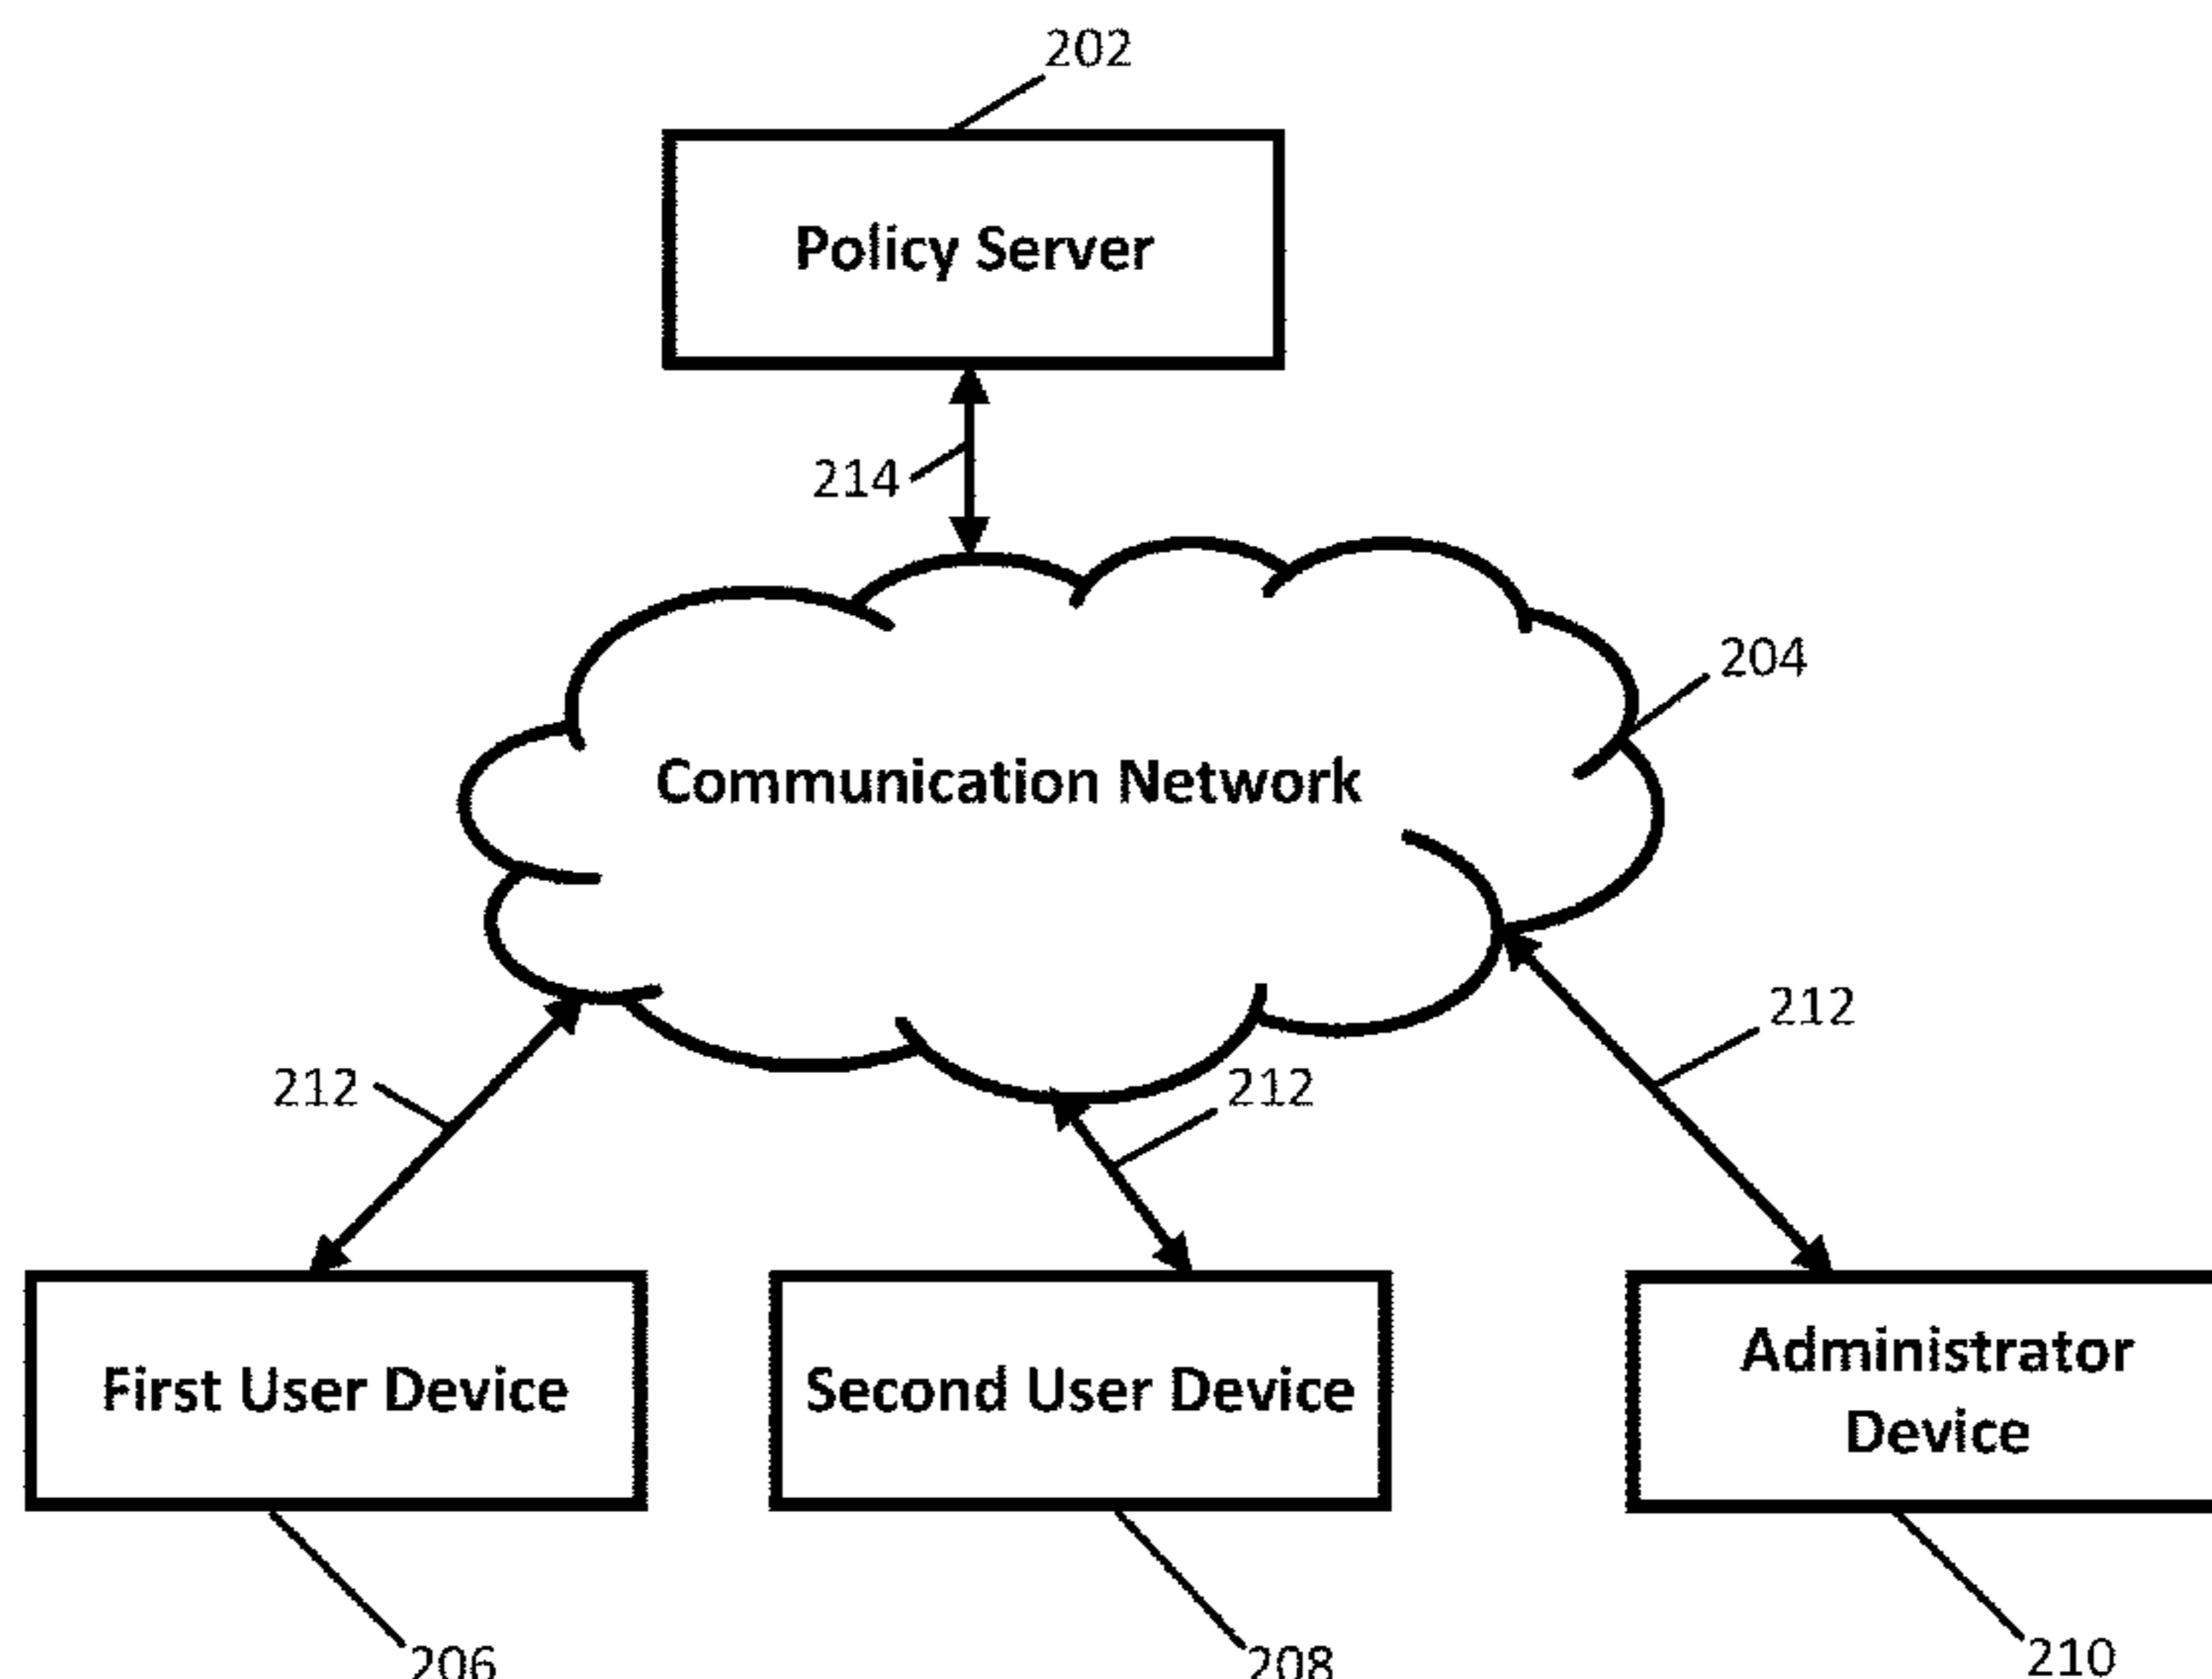 202
Policy Server
214
204
Communication Network
212
212
212
First User Device
Second User Device
Administrator
Device
206
208
210